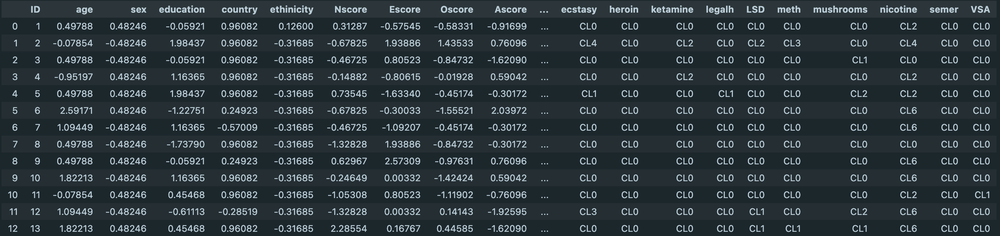 ID age sex education country ethinicity Nscore Escore Oscore Ascore ... ecstasy heroin ketamine legalh LSD meth mushrooms nicotine semer VSA
0 1 0.49788 0.48246 -0.05921 0.96082 0.12600 0.31287 -0.57545 -0.58331 -0.91699 ... CL0 CL0 CL0 CL0 CL0 CL0 CL0 CL2 CL0 CL0
1 2 -0.07854 -0.48246 1.98437 0.96082 -0.31685 -0.67825 1.93886 1.43533 0.76096 ... CL4 CL0 CL2 CL0 CL2 CL3 CL0 CL4 CL0 CL0
2 3 0.49788 -0.48246 -0.05921 0.96082 -0.31685 -0.46725 0.80523 -0.84732 -1.62090 ... CL0 CL0 CL0 CL0 CL0 CL0 CL1 CL0 CL0 CL0
3 4 -0.95197 0.48246 1.16365 0.96082 -0.31685 -0.14882 -0.80615 -0.01928 0.59042 ... CL0 CL0 CL2 CL0 CL0 CL0 CL0 CL2 CL0 CL0
4 5 0.49788 0.48246 1.98437 0.96082 -0.31685 0.73545 -1.63340 -0.45174 -0.30172 ... CL1 CL0 CL0 CL1 CL0 CL0 CL2 CL2 CL0 CL0
5 6 2.59171 0.48246 -1.22751 0.24923 -0.31685 -0.67825 -0.30033 -1.55521 2.03972 ... CL0 CL0 CL0 CL0 CL0 CL0 CL0 CL6 CL0 CL0
6 7 1.09449 -0.48246 1.16365 -0.57009 -0.31685 -0.46725 -1.09207 -0.45174 -0.30172 ... CL0 CL0 CL0 CL0 CL0 CL0 CL0 CL6 CL0 CL0
7 8 0.49788 -0.48246 -1.73790 0.96082 -0.31685 -1.32828 1.93886 -0.84732 -0.30172 ... CL0 CL0 CL0 CL0 CL0 CL0 CL0 CL0 CL0 CL0
8 9 0.49788 0.48246 -0.05921 0.24923 -0.31685 0.62967 2.57309 -0.97631 0.76096 ... CL0 CL0 CL0 CL0 CL0 CL0 CL0 CL6 CL0 CL0
9 10 1.82213 -0.48246 1.16365 0.96082 -0.31685 -0.24649 0.00332 -1.42424 0.59042 ... CL0 CL0 CL0 CL0 CL0 CL0 CL0 CL6 CL0 CL0
10 11 -0.07854 0.48246 0.45468 0.96082 -0.31685 -1.05308 0.80523 -1.11902 -0.76096 ... CL0 CL0 CL0 CL0 CL0 CL0 CL0 CL2 CL0 CL1
11 12 1.09449 -0.48246 -0.61113 -0.28519 -0.31685 -1.32828 0.00332 0.14143 -1.92595 ... CL3 CL0 CL0 CL0 CL1 CL0 CL2 CL6 CL0 CL0
12 13 1.82213 0.48246 0.45468 0.96082 -0.31685 2.28554 0.16767 0.44585 -1.62090 ... CL0 CL0 CL0 CL0 CL1 CL1 CL1 CL6 CL0 CL0